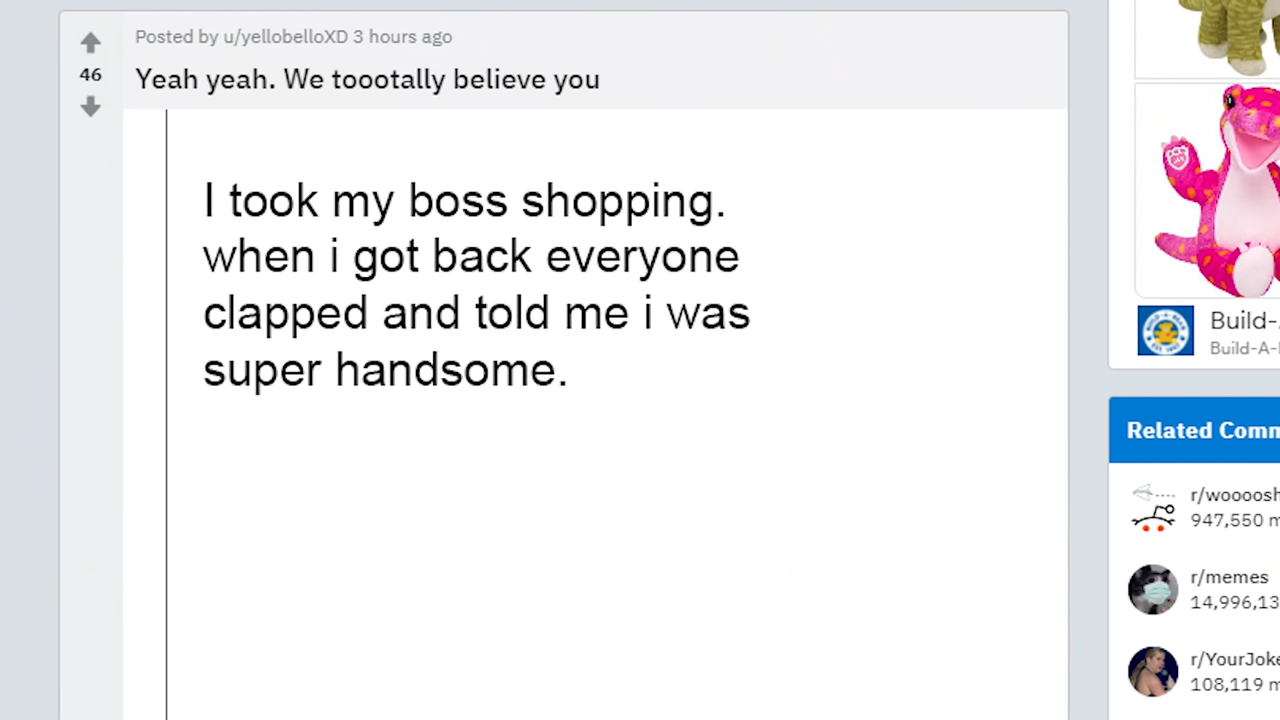 Posted by u/yellobelloXD 3 hours ago
46
Yeah yeah. We toootally believe you
I took my boss shopping.
when i got back everyone
clapped and told me i was
super handsome.
Build-
Build-A-
Related Comm
r/woooosh
947,550 m
r/memes
14,996,13
r/YourJoke
108,119 m